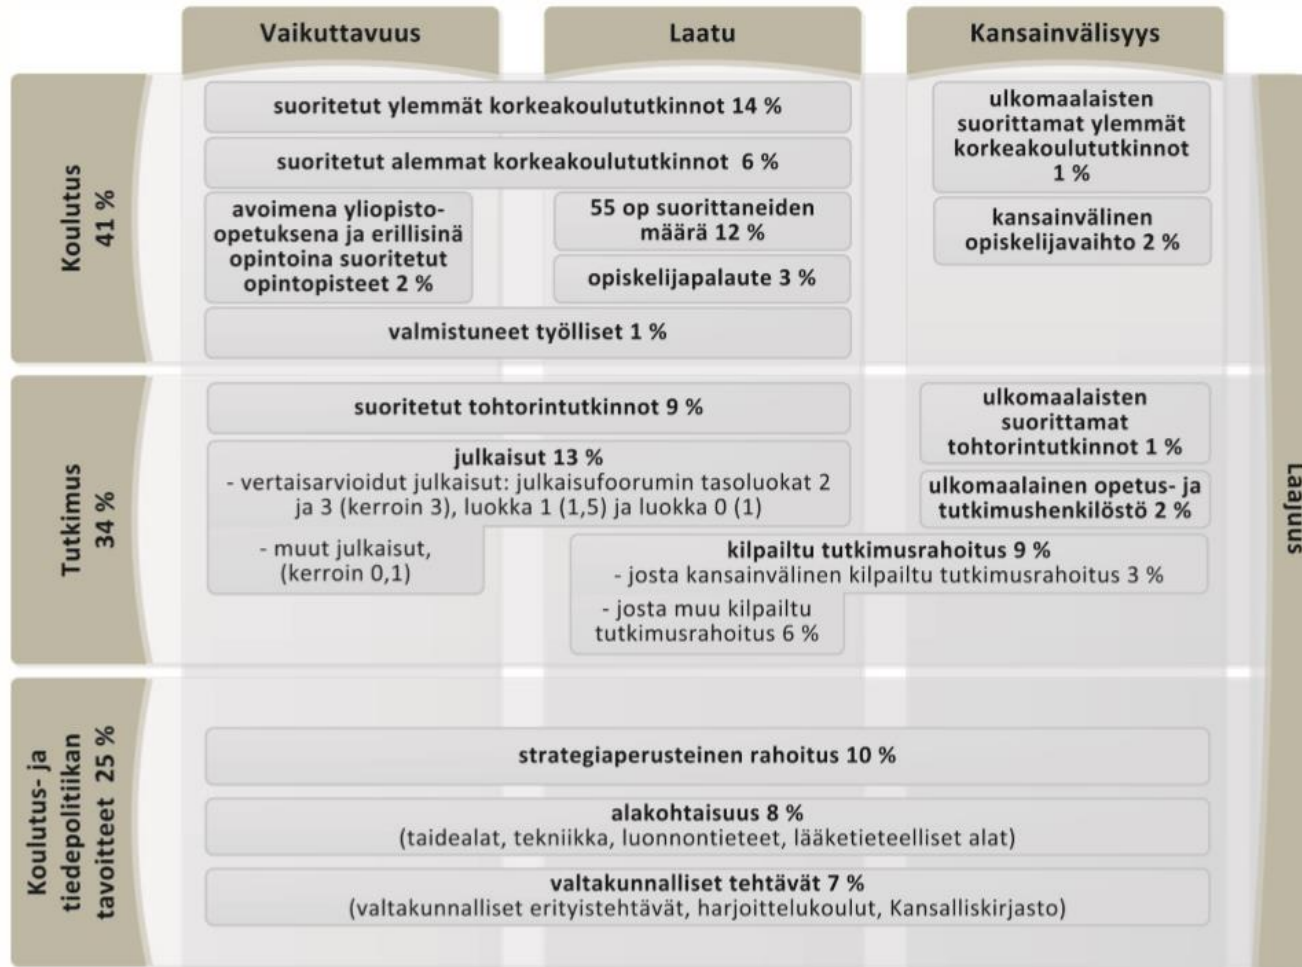 Vaikuttavuus
Laatu
Kansainvälisyys
Koulutus
41 %
suoritetut ylemmät korkeakoulututkinnot 14 %
suoritetut alemmat korkeakoulututkinnot 6 %
avoimena yliopisto-
opetuksena ja erillisinä
opintoina suoritetut
opintopisteet 2 %
55 op suorittaneiden
määrä 12 %
opiskelijapalaute 3 %
valmistuneet työlliset 1 %
ulkomaalaisten
suorittamat ylemmät
korkeakoulututkinnot
1 %
kansainvälinen
opiskelijavaihto 2 %
Tutkimus
34 %
suoritetut tohtorintutkinnot 9 %
julkaisut 13 %
- vertaisarvioidut julkaisut: julkaisufoorumin tasoluokat 2
ja 3 (kerroin 3), luokka 1 (1,5) ja luokka 0 (1)
- muut julkaisut,
(kerroin 0,1)
ulkomaalaisten
suorittamat
tohtorintutkinnot 1 %
ulkomaalainen opetus- ja
tutkimushenkilöstö 2 %
kilpailtu tutkimusrahoitus 9 %
- josta kansainvälinen kilpailtu tutkimusrahoitus 3 %
- josta muu kilpailtu
tutkimusrahoitus 6 %
Koulutus- ja
tiedepolitiikan
tavoitteet 25 %
strategiaperusteinen rahoitus 10 %
alakohtaisuus 8 %
(taidealat, tekniikka, luonnontieteet, lääketieteelliset alat)
valtakunnalliset tehtävät 7 %
(valtakunnalliset erityistehtävät, harjoittelukoulut, Kansalliskirjasto)
Laajuus